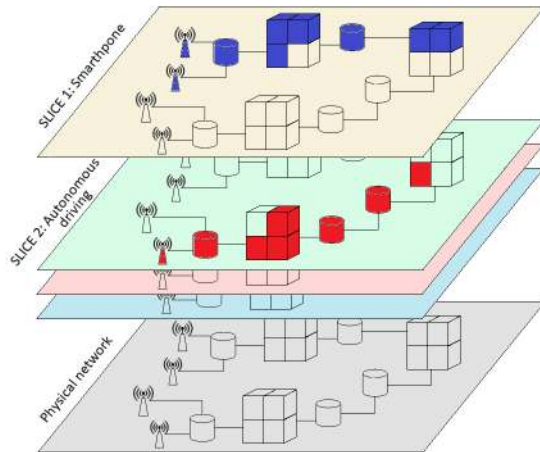 SLICE 1: Smarthpone
SLICE 2: Autonomous
driving
Physical network